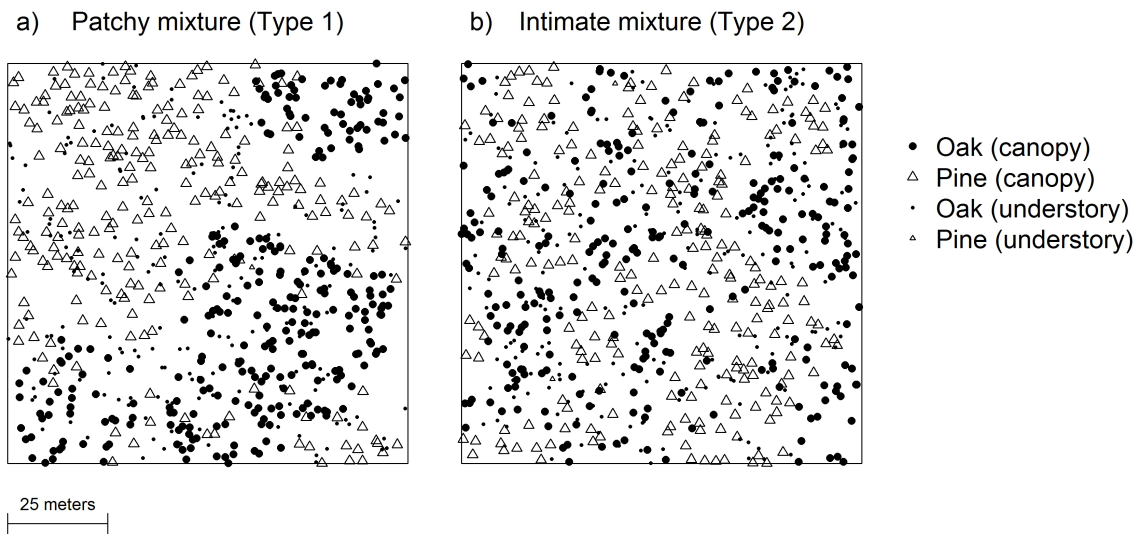 a) Patchy mixture (Type 1)
b) Intimate mixture (Type 2)
Oak (canopy)
Pine (canopy)
Oak (understory)
Pine (understory)
25 meters